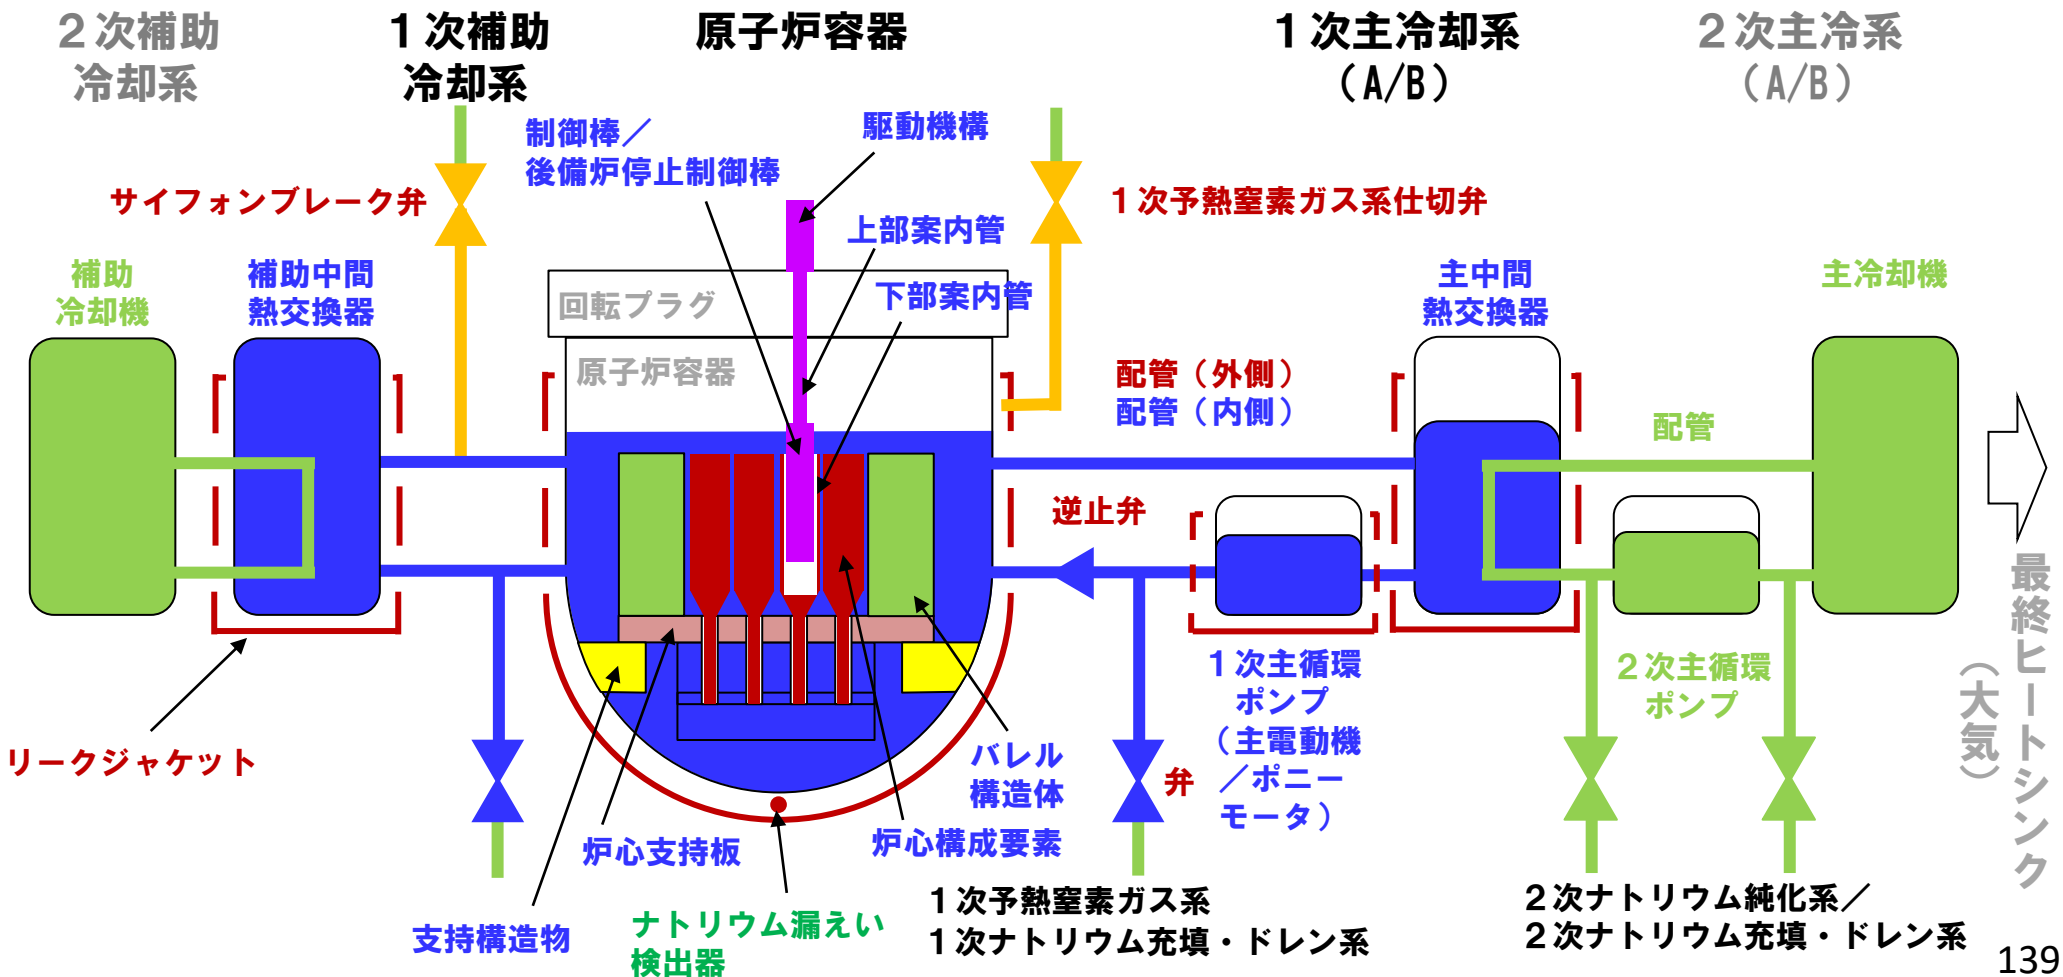 ２次補助
冷却系
１次補助
冷却系
原子炉容器
１次主冷却系
（A/B）
２次主冷系
（A/B）
制御棒／
後備炉停止制御棒
駆動機構
サイフォンブレーク弁
１次予熱窒素ガス系仕切弁
上部案内管
下部案内管
補助
冷却機
補助中間
熱交換器
回転プラグ
原子炉容器
主中間
熱交換器
主冷却機
配管（外側）
配管（内側）
配管
逆止弁
最終ヒートシンク
（大気）
１次主循環
ポンプ
（主電動機
／ポニー
モータ）
２次主循環
ポンプ
リークジャケット
バレル
構造体
弁
炉心支持板
炉心構成要素
支持構造物
ナトリウム漏えい
検出器
１次予熱窒素ガス系
１次ナトリウム充填・ドレン系
２次ナトリウム純化系／
２次ナトリウム充填・ドレン系
139